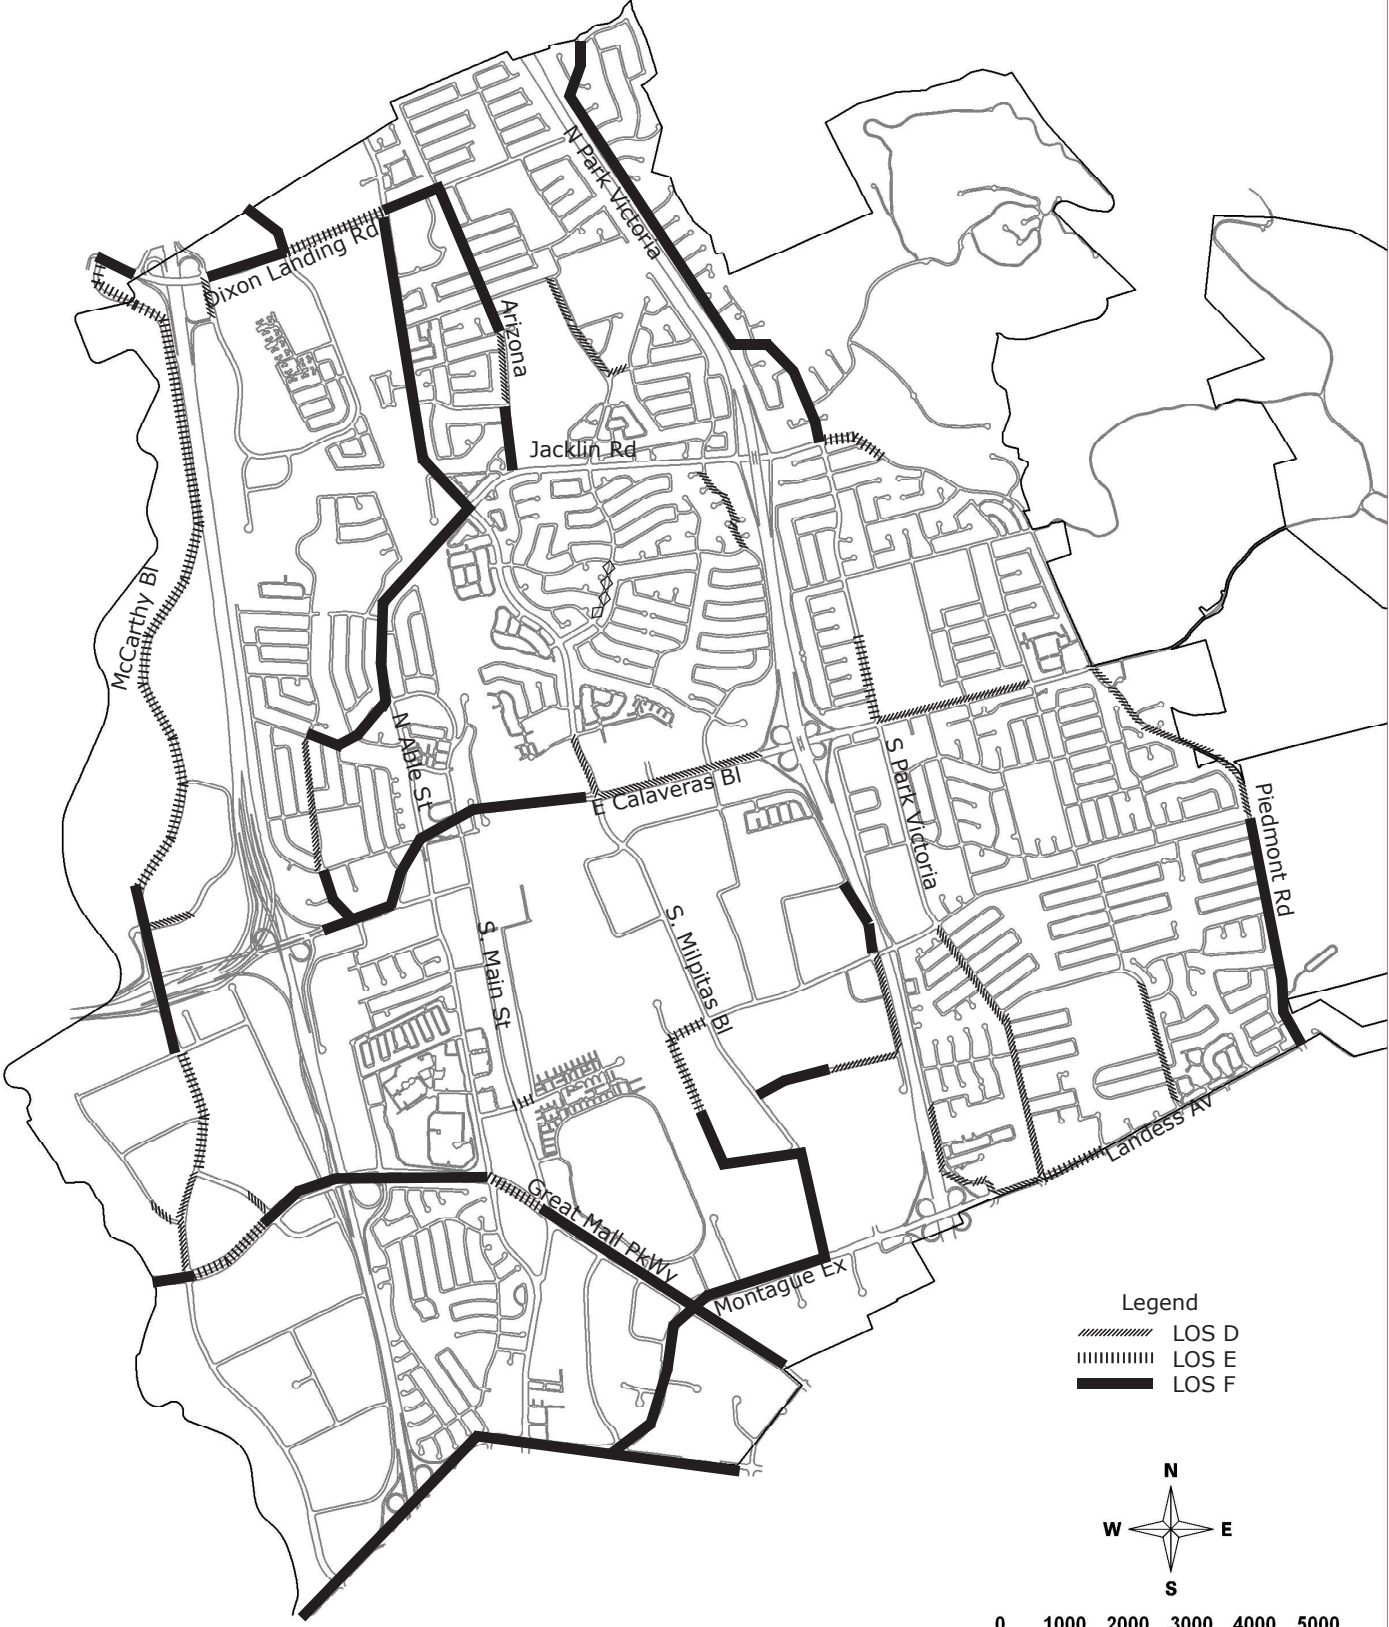 N Park Victoria
Dixon Landing Rd
Arizona
Jacklin Rd
McCarthy Bl
N Able St
E Calaveras Bl
S Park Victoria
Piedmont Rd
S. Main St
S. Milpitas Bl
Landess Av
Great Mall PkWy
Montague Ex
Legend
LOS D
LOS E
LOS F
N
W E
S
0 1000 2000 3000 4000 5000